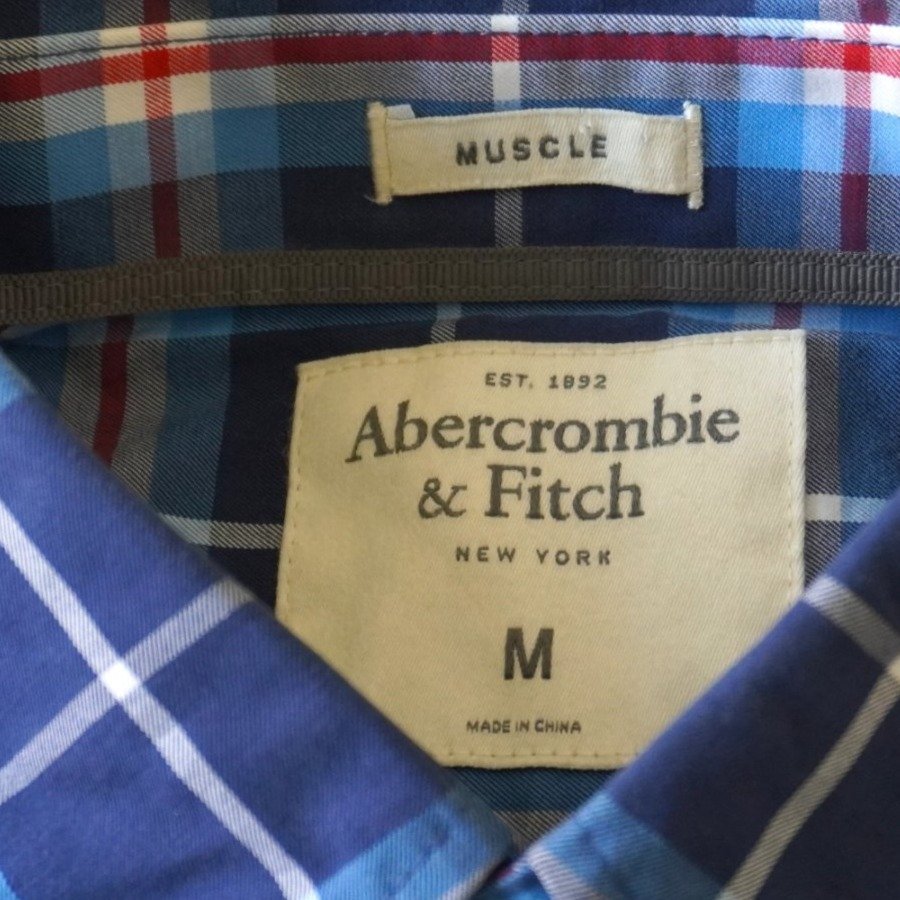 MUSCLE
EST. 1892
Abercrombie
& Fitch
NEW YORK
M
MADE IN CHINA